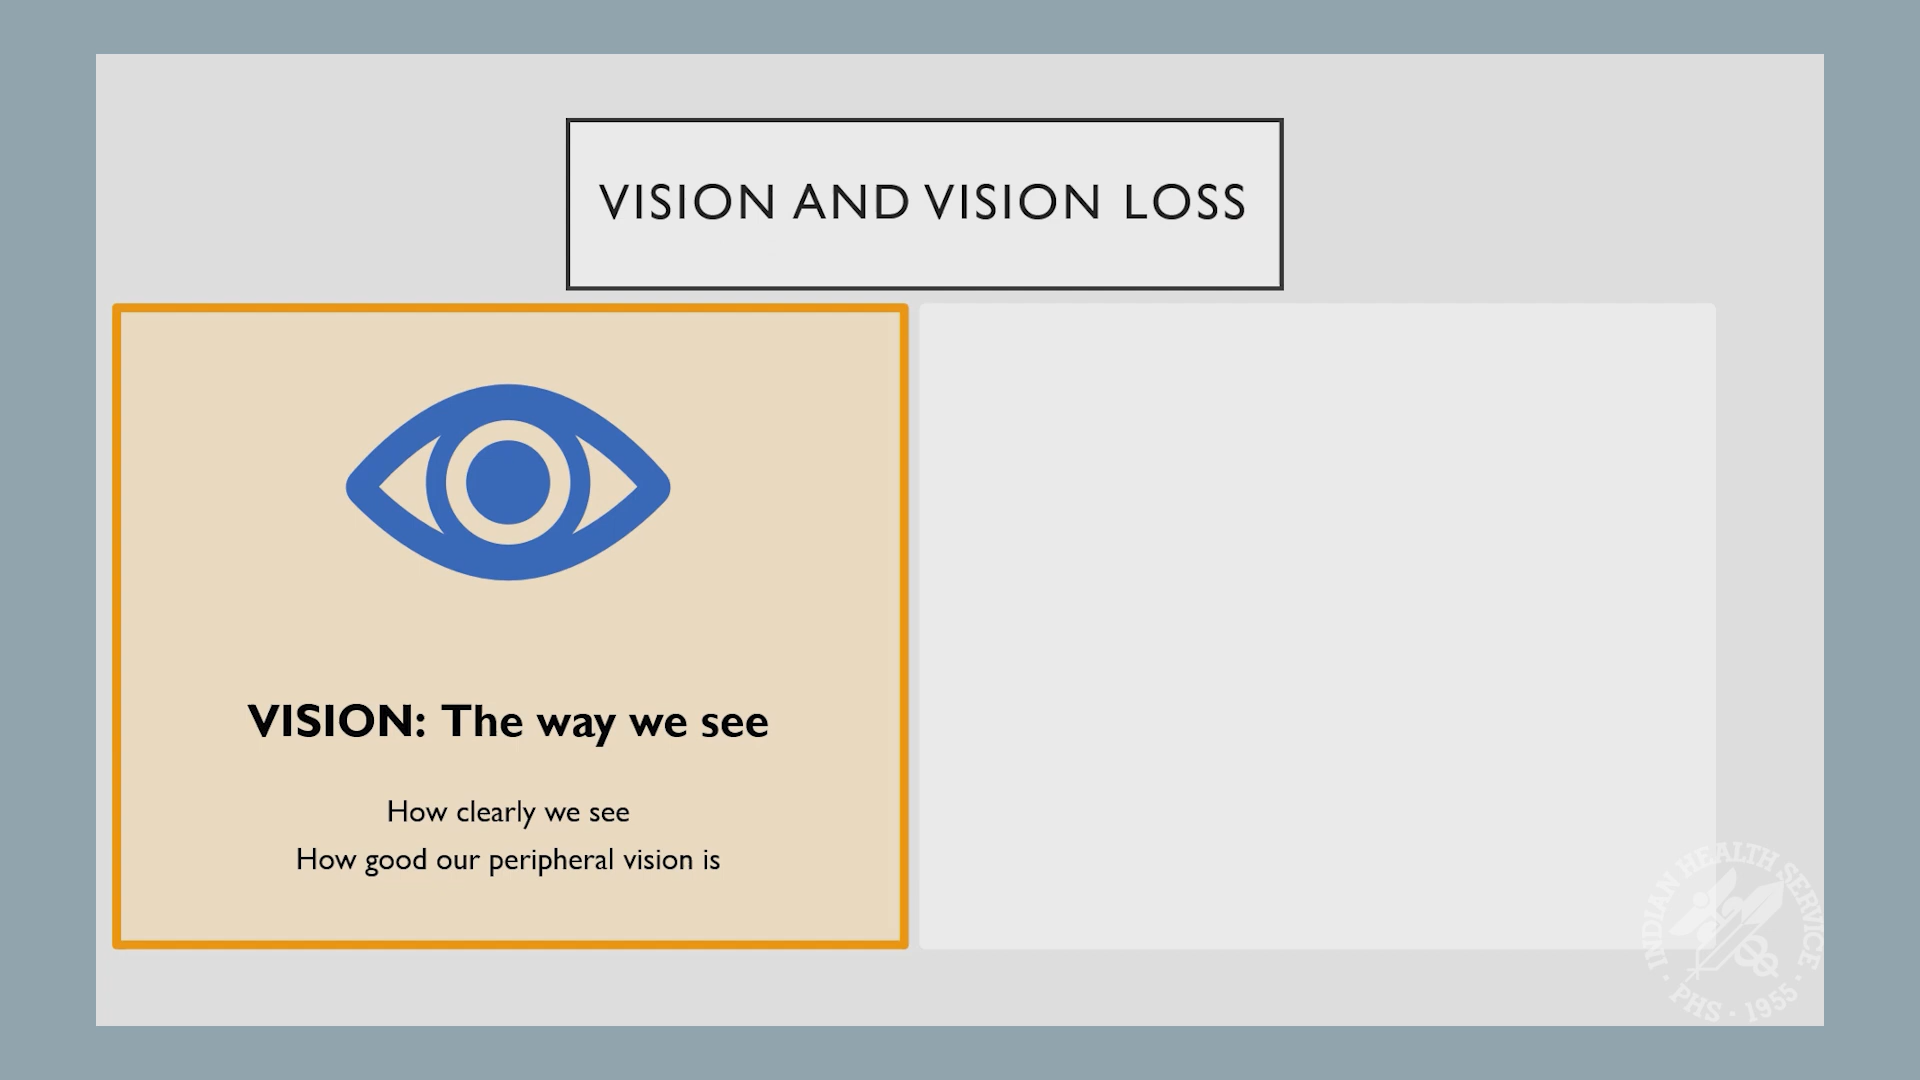 VISION AND VISION LOSS
VISION: The way we see
How clearly we see
How good our peripheral vision is
INDIAN HEALTH SERVICE
PHS · 1955